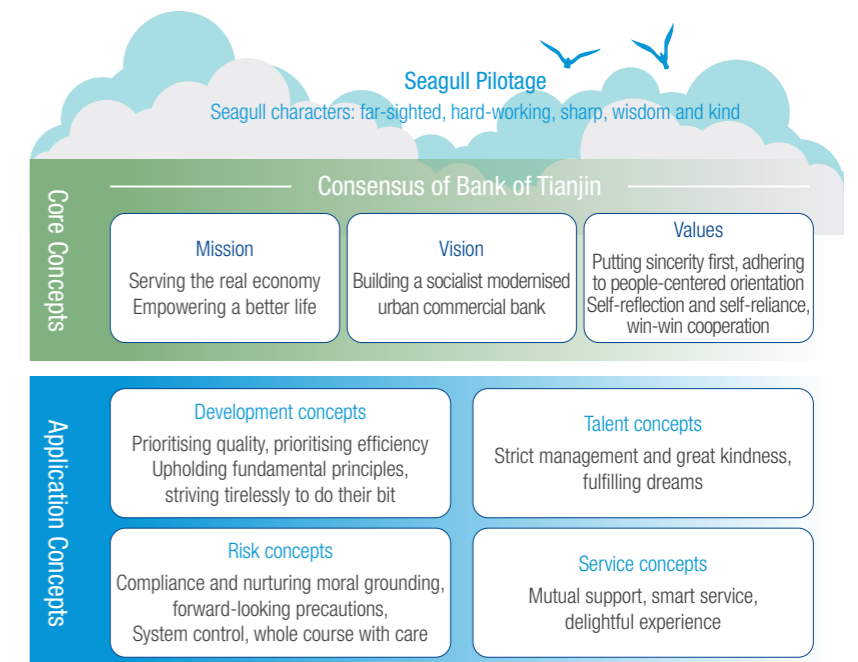 Seagull Pilotage
Seagull characters: far-sighted, hard-working, sharp, wisdom and kind
Core Concepts
Consensus of Bank of Tianjin
Mission
Serving the real economy
Empowering a better life
Vision
Building a socialist modernised
urban commercial bank
Values
Putting sincerity first, adhering
to people-centered orientation
Self-reflection and self-reliance,
win-win cooperation
Application Concepts
Development concepts
Prioritising quality, prioritising efficiency
Upholding fundamental principles,
striving tirelessly to do their bit
Talent concepts
Strict management and great kindness,
fulfilling dreams
Risk concepts
Compliance and nurturing moral grounding,
forward-looking precautions,
System control, whole course with care
Service concepts
Mutual support, smart service,
delightful experience